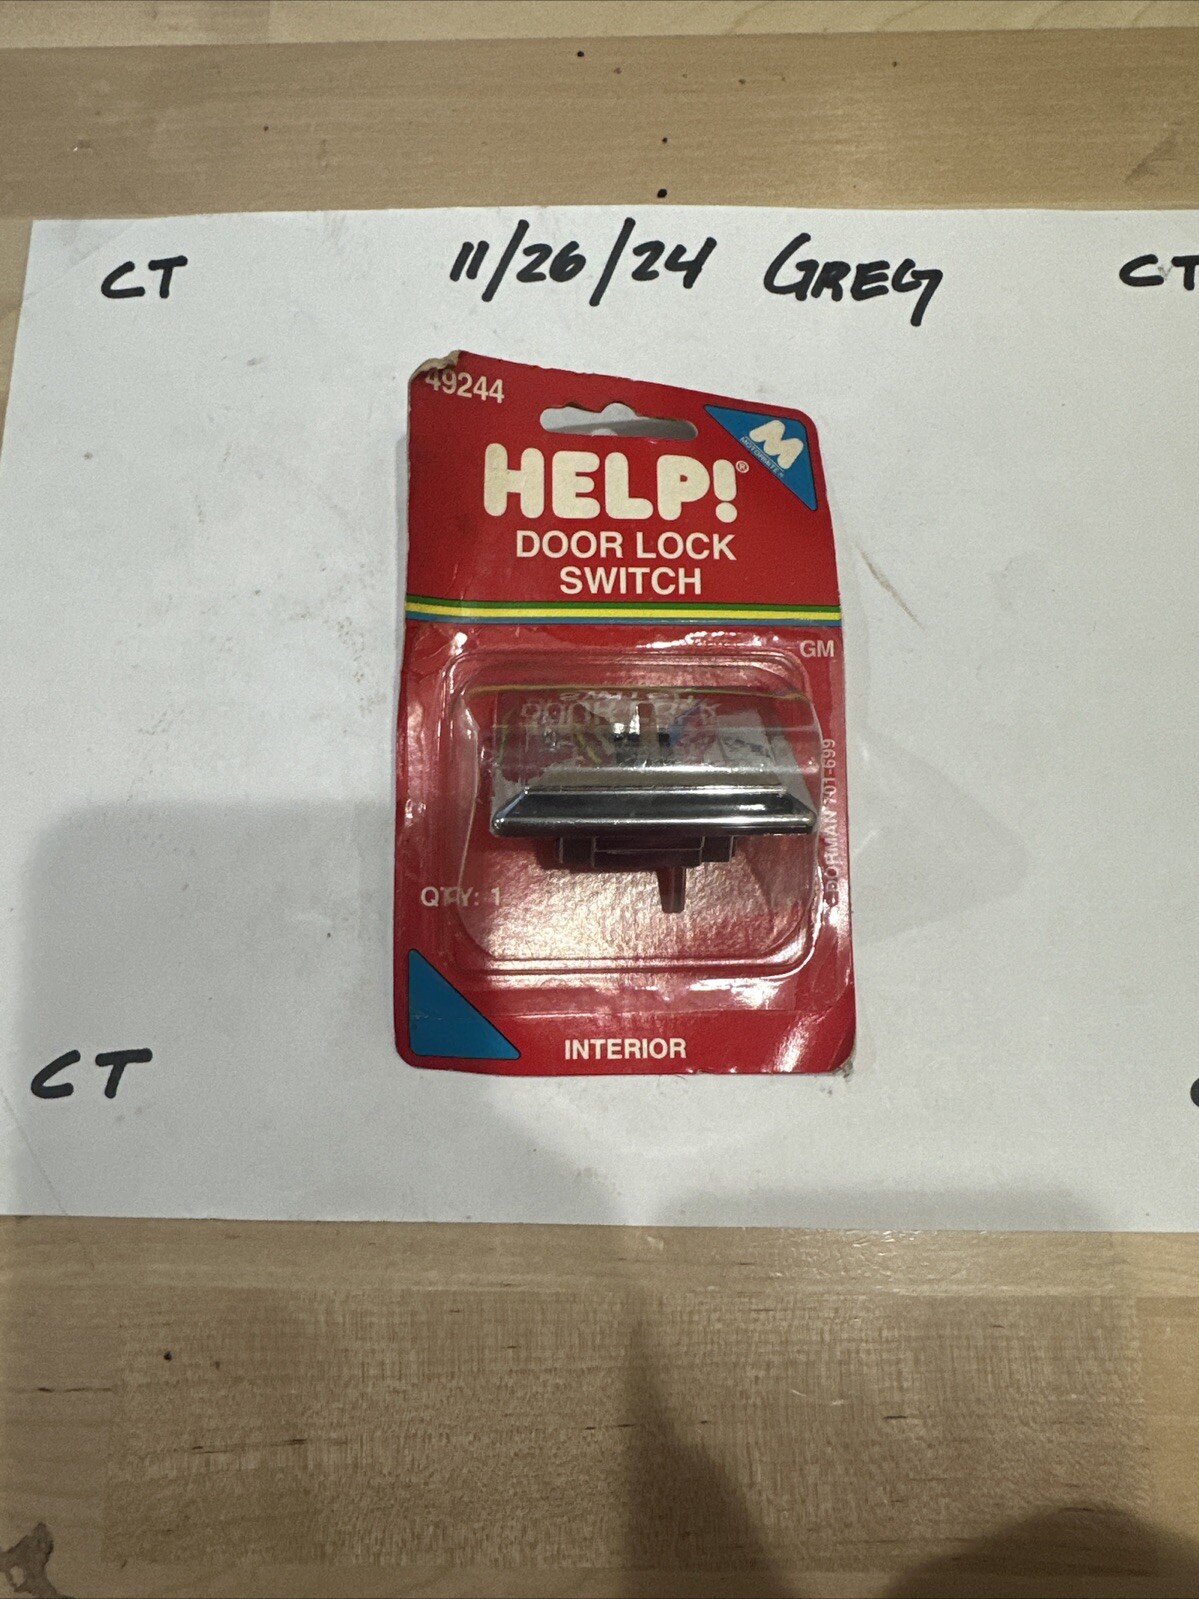 CT 11/26/24 GREG CT
49244
M
MOTORMITE®
HELP!®
DOOR LOCK
SWITCH
GM
DORMAN 701-699
QTY: 1
INTERIOR
CT